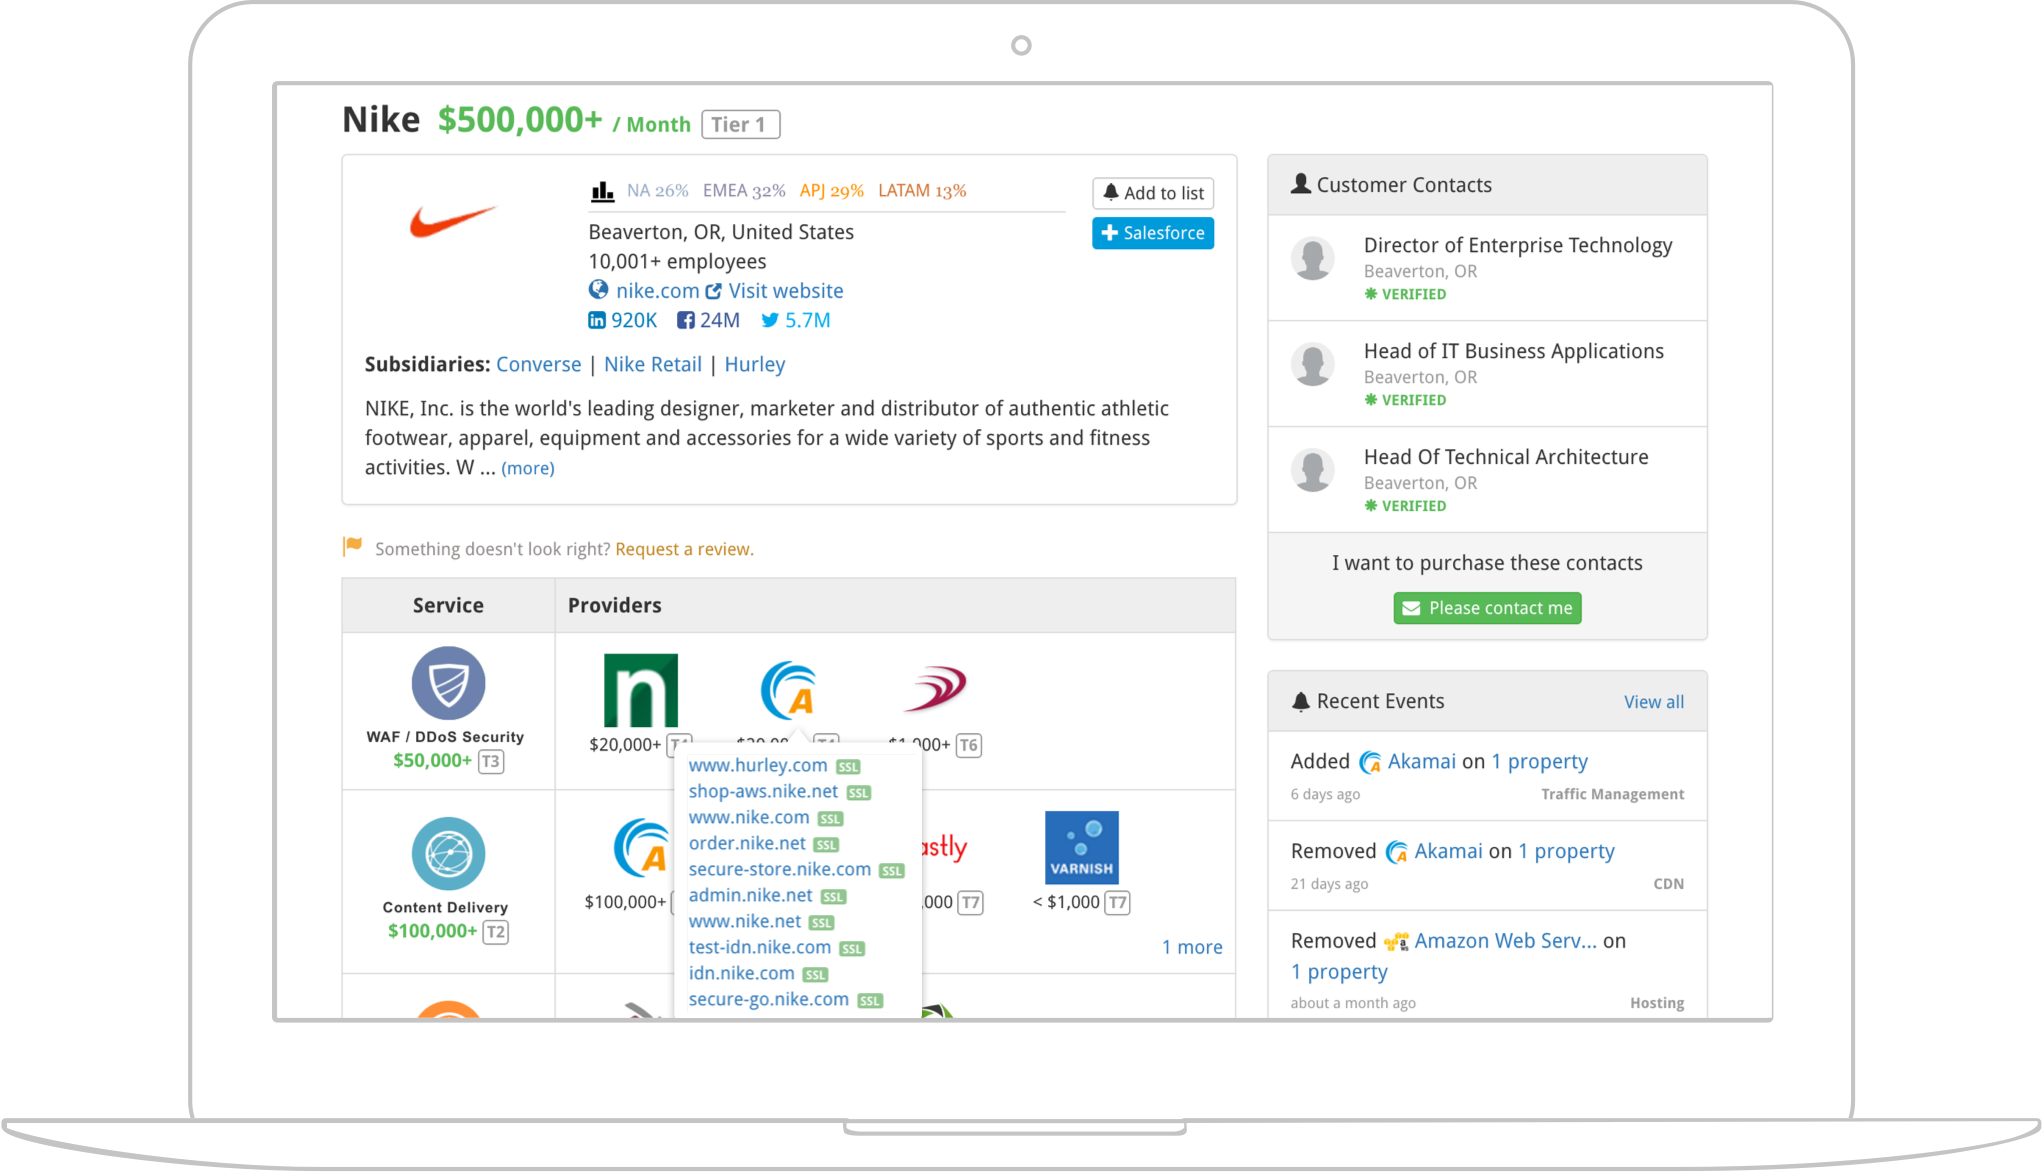 Nike $500,000+ / Month Tier 1
NA 26% EMEA 32% APJ 29% LATAM 13%
Add to list
Beaverton, OR, United States
Salesforce
10,001+ employees
nike.com Visit website
in 920K f 24M 5.7M
Subsidiaries: Converse | Nike Retail | Hurley
NIKE, Inc. is the world's leading designer, marketer and distributor of authentic athletic
footwear, apparel, equipment and accessories for a wide variety of sports and fitness
activities. W ... (more)
Something doesn't look right? Request a review.
Service Providers
n A
WAF / DDoS Security
$50,000+ T3
$20,000+
000+ T6
www.hurley.com SSL
shop-aws.nike.net SSL
www.nike.com SSL
order.nike.net SSL
secure-store.nike.com SSL
admin.nike.net SSL
www.nike.net SSL
test-idn.nike.com SSL
idn.nike.com SSL
secure-go.nike.com SSL
Content Delivery
$100,000+ T2
A
$100,000+
astly
000 T7
VARNISH
< $1,000 T7
1 more
Customer Contacts
Director of Enterprise Technology
Beaverton, OR
VERIFIED
Head of IT Business Applications
Beaverton, OR
VERIFIED
Head Of Technical Architecture
Beaverton, OR
VERIFIED
I want to purchase these contacts
Please contact me
Recent Events View all
Added Akamai on 1 property
6 days ago Traffic Management
Removed Akamai on 1 property
21 days ago CDN
Removed Amazon Web Serv... on
1 property
about a month ago Hosting